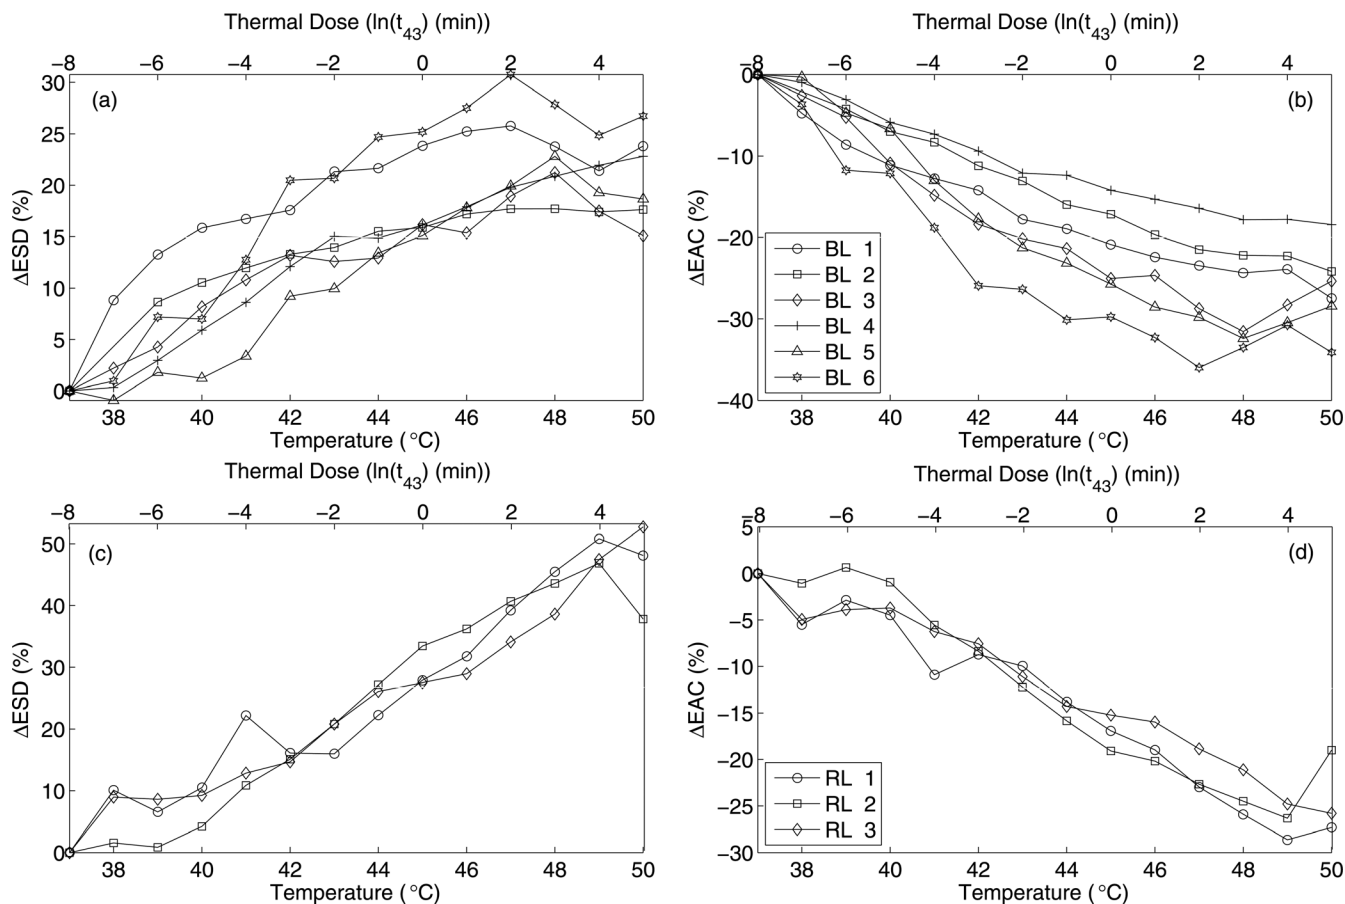 Thermal Dose (ln(t43) (min))
−8 −6 −4 −2 0 2 4
(a)
30
25
20
15
10
5
0
ΔESD (%)
38 40 42 44 46 48 50
Temperature (°C)
Thermal Dose (ln(t43) (min))
−8 −6 −4 −2 0 2 4
(b)
0
−10
−20
−30
−40
ΔEAC (%)
BL 1
BL 2
BL 3
BL 4
BL 5
BL 6
38 40 42 44 46 48 50
Temperature (°C)
Thermal Dose (ln(t43) (min))
−8 −6 −4 −2 0 2 4
(c)
50
40
30
20
10
0
ΔESD (%)
38 40 42 44 46 48 50
Temperature (°C)
Thermal Dose (ln(t43) (min))
−8 −6 −4 −2 0 2 4
(d)
5
0
−5
−10
−15
−20
−25
−30
ΔEAC (%)
RL 1
RL 2
RL 3
38 40 42 44 46 48 50
Temperature (°C)